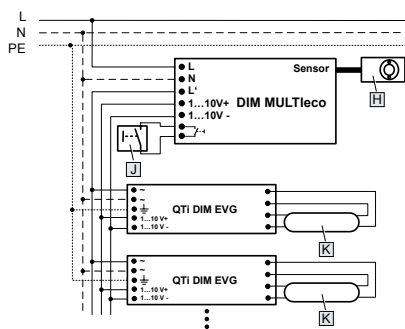 L
N
PE
L
N
L'
1...10V+
1...10V -
Sensor
DIM MULTIeco
H
J
~
~
1...10 V+
1...10 V -
QTi DIM EVG
K
~
~
1...10 V+
1...10 V -
QTi DIM EVG
K